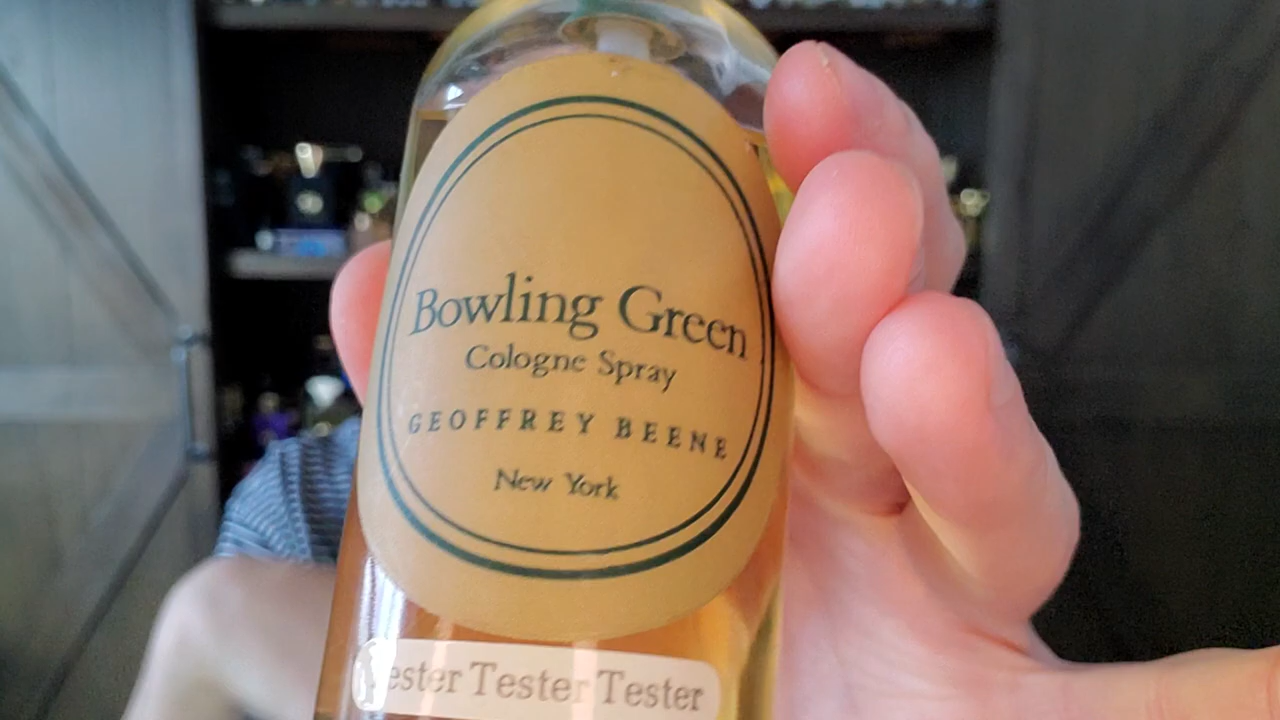 Bowling Green
Cologne Spray
GEOFFREY BEENE
New York
ester Tester Tester